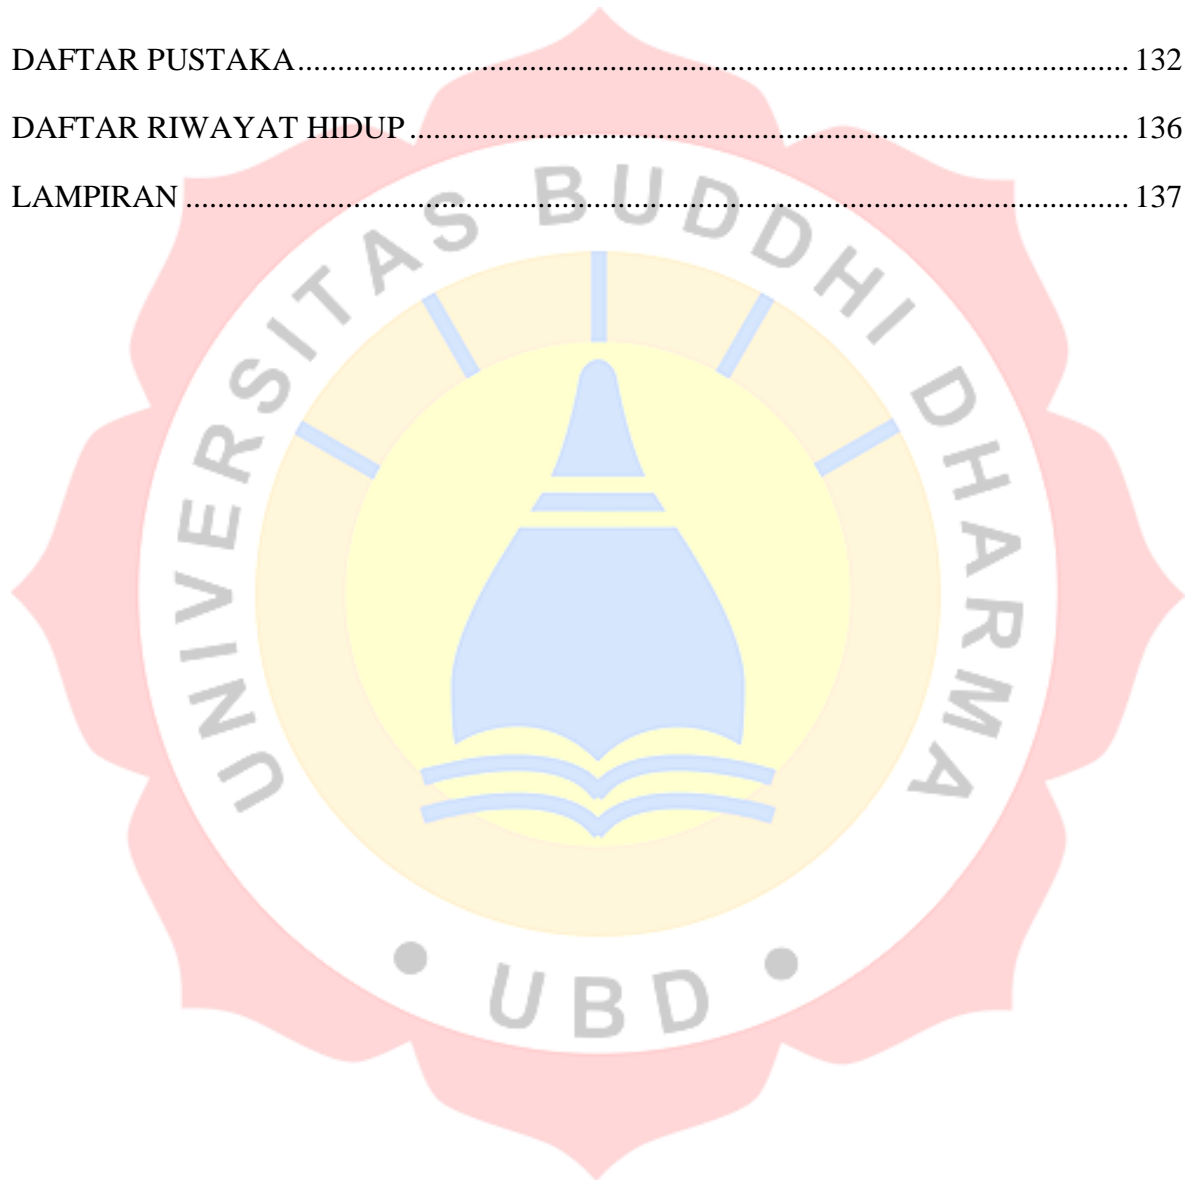 DAFTAR PUSTAKA........................................................................................................ 132
DAFTAR RIWAYAT HIDUP .......................................................................................... 136
LAMPIRAN ...................................................................................................................... 137
UNIVERSITAS BUDDHI DHARMA
• UBD •